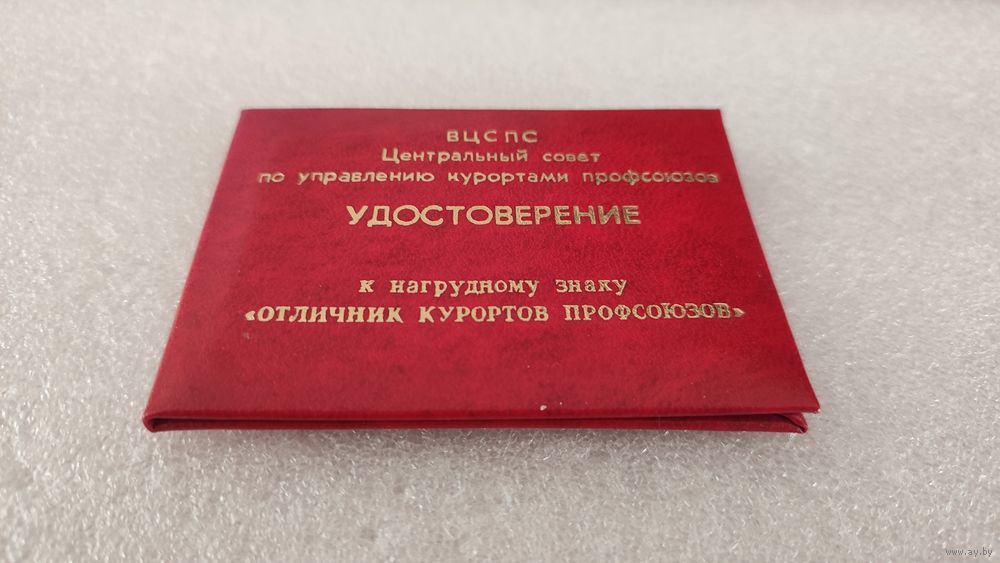 ВЦСПС
Центральный совет
по управлению курортами профсоюзов
УДОСТОВЕРЕНИЕ
к нагрудному знаку
«ОТЛИЧНИК КУРОРТОВ ПРОФСОЮЗОВ»
www.ay.by